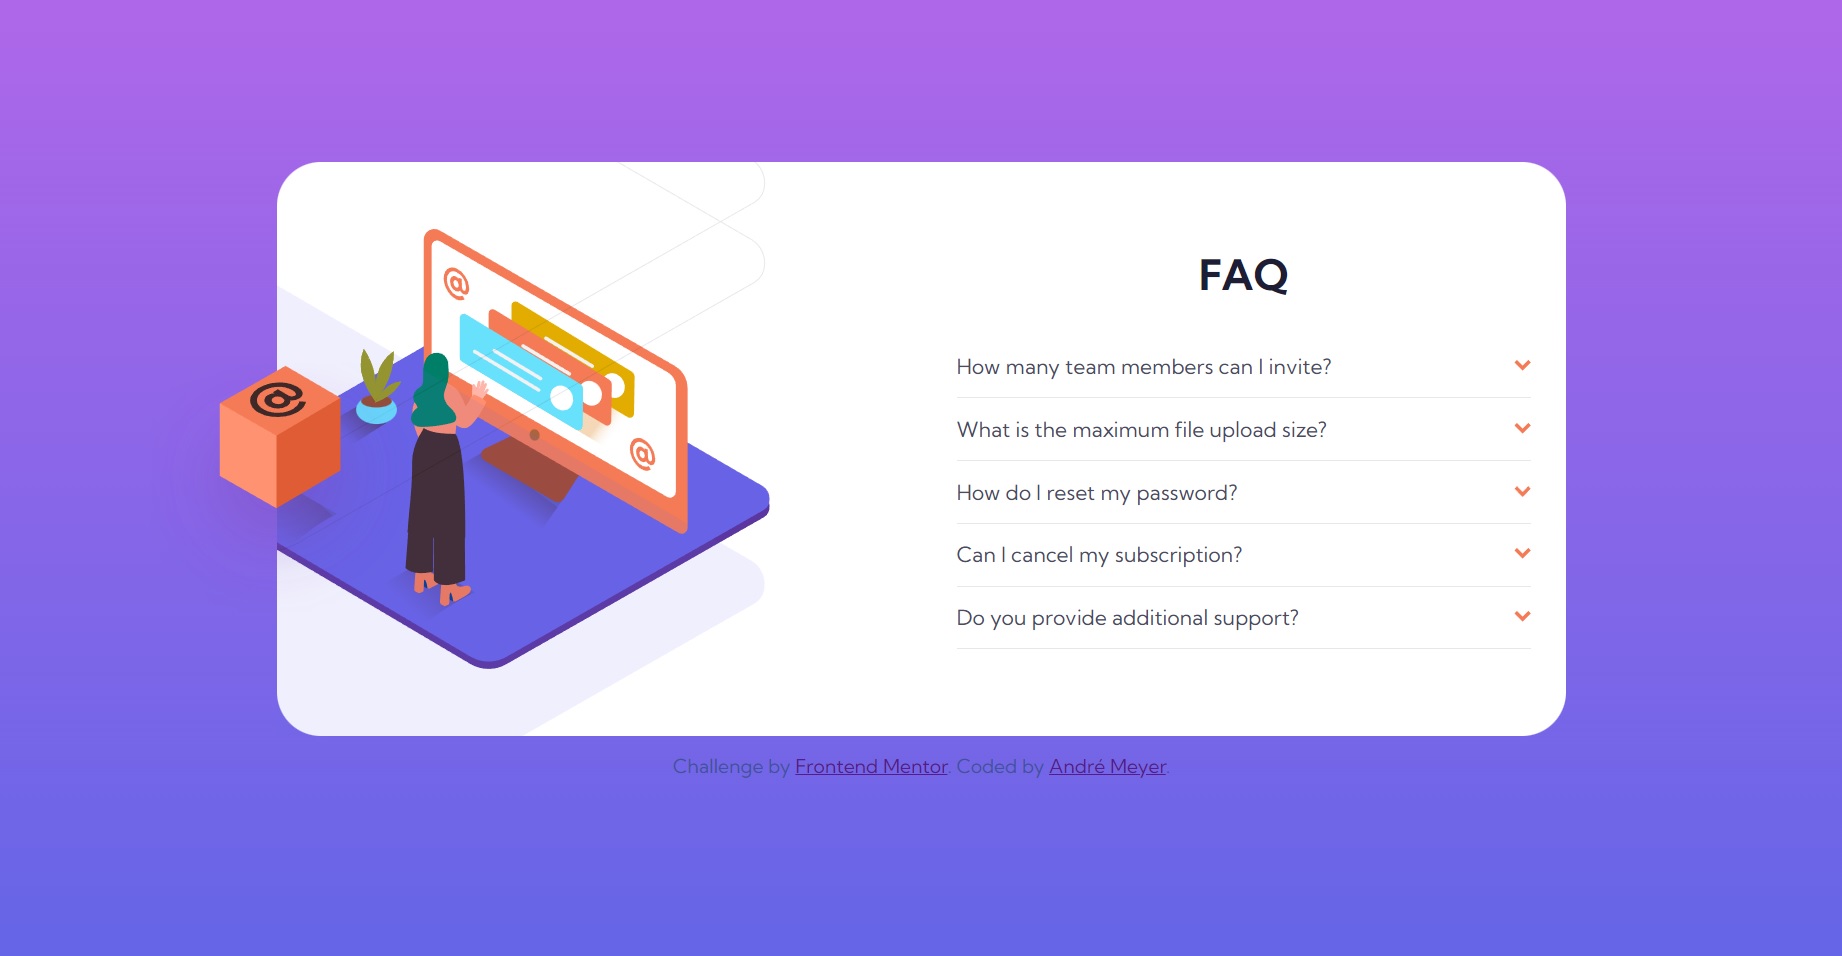 @
@
@
FAQ
How many team members can I invite?
What is the maximum file upload size?
How do I reset my password?
Can I cancel my subscription?
Do you provide additional support?
Challenge by Frontend Mentor. Coded by André Meyer.